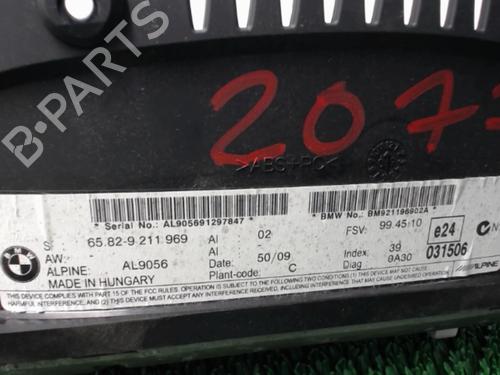 207
>ABS+PC<
* Serial No.: AL905691297847 *
* BMW No.: BM921196902A *
S: 65.82-9 211 969 AI 02 FSV: 99 45 10 e24
AW: - AI - Index: 39 031506
ALPINE: AL9056 Date: 50/09 Diag 0A30
MADE IN HUNGARY Plant-code: C ALPINE
THIS DEVICE COMPLIES WITH PART 15 OF THE FCC RULES. OPERATION IS SUBJECT TO THE FOLLOWING TWO CONDITIONS: (1) THIS DEVICE MAY NOT CAUSE
HARMFUL INTERFERENCE, AND (2) THIS DEVICE MUST ACCEPT ANY INTERFERENCE RECEIVED, INCLUDING INTERFERENCE THAT MAY CAUSE UNDESIRED
BMW
B-PARTS